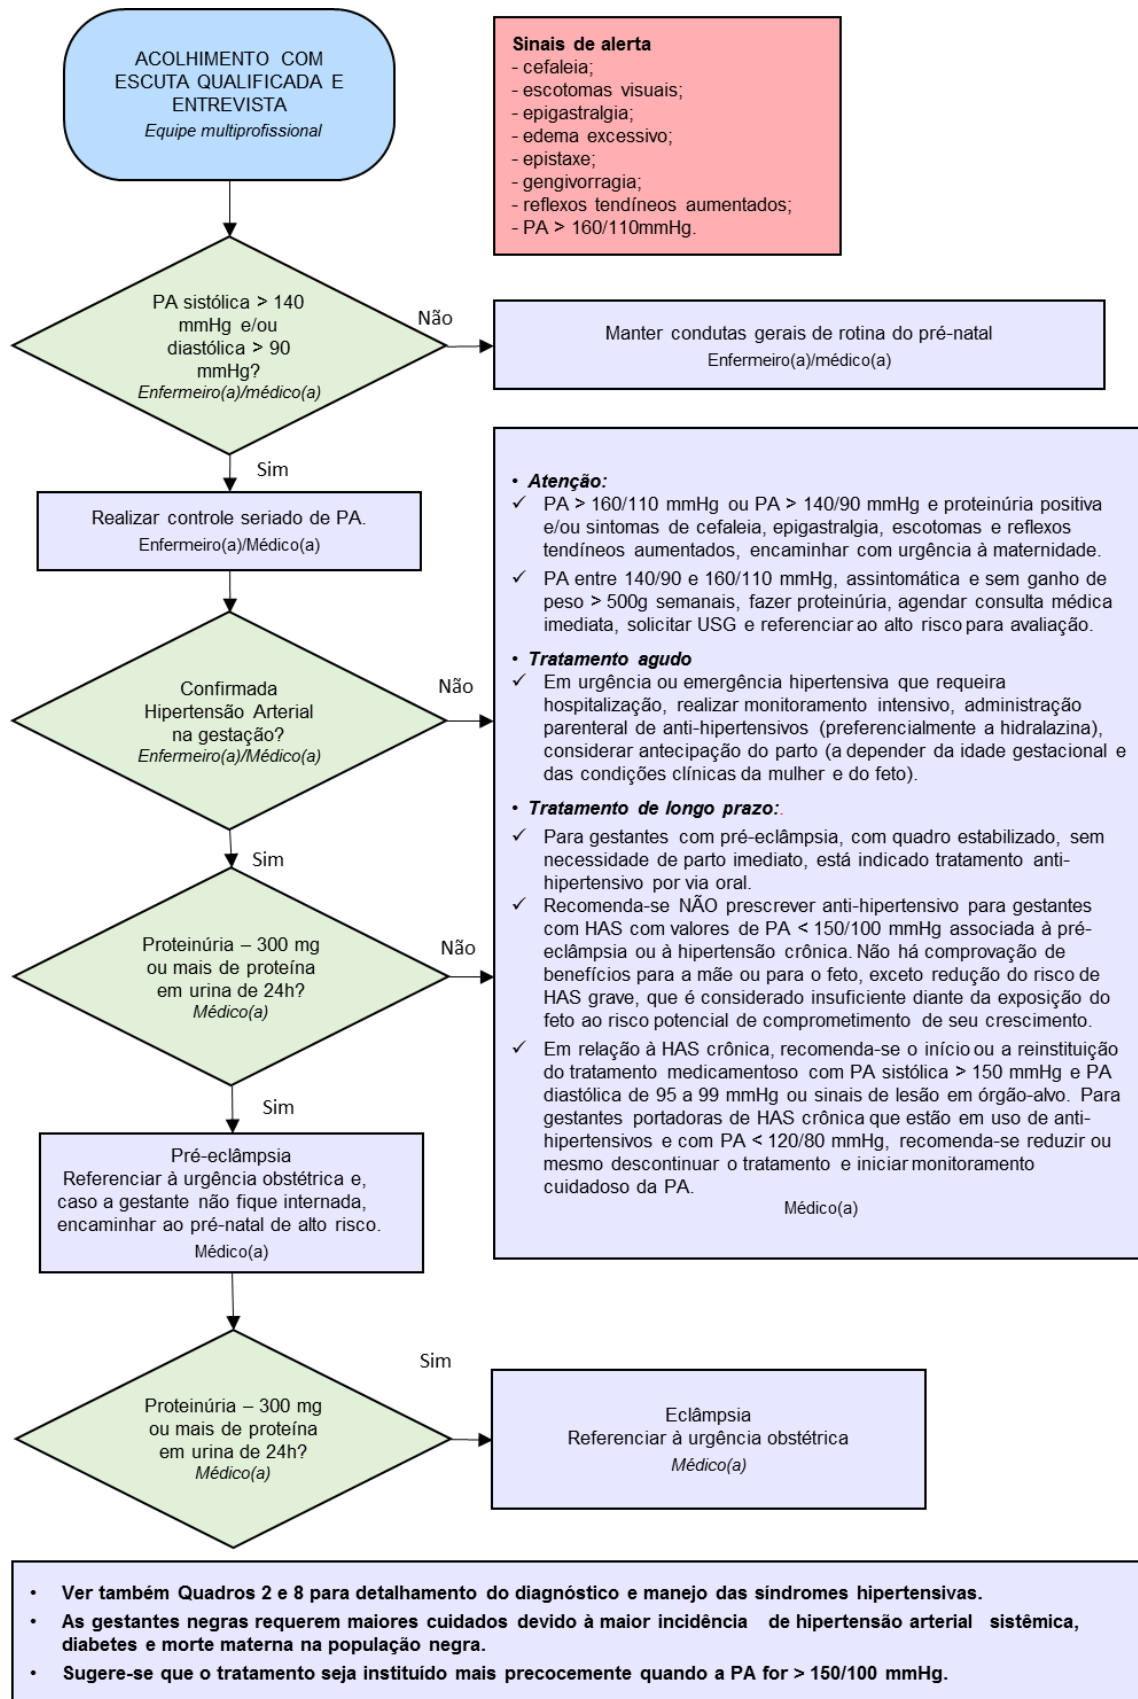 ACOLHIMENTO COM
ESCUTA QUALIFICADA E
ENTREVISTA
Equipe multiprofissional
Sinais de alerta
- cefaleia;
- escotomas visuais;
- epigastralgia;
- edema excessivo;
- epistaxe;
- gengivorragia;
- reflexos tendíneos aumentados;
- PA > 160/110mmHg.
PA sistólica > 140
mmHg e/ou
diastólica > 90
mmHg?
Enfermeiro(a)/médico(a)
Não
Manter condutas gerais de rotina do pré-natal
Enfermeiro(a)/médico(a)
Sim
Realizar controle seriado de PA.
Enfermeiro(a)/Médico(a)
Confirmada
Hipertensão Arterial
na gestação?
Enfermeiro(a)/Médico(a)
Não
Sim
Proteinúria – 300 mg
ou mais de proteína
em urina de 24h?
Médico(a)
Não
Sim
• Atenção:
✓ PA > 160/110 mmHg ou PA > 140/90 mmHg e proteinúria positiva
e/ou sintomas de cefaleia, epigastralgia, escotomas e reflexos
tendíneos aumentados, encaminhar com urgência à maternidade.
✓ PA entre 140/90 e 160/110 mmHg, assintomática e sem ganho de
peso > 500g semanais, fazer proteinúria, agendar consulta médica
imediata, solicitar USG e referenciar ao alto risco para avaliação.
• Tratamento agudo
✓ Em urgência ou emergência hipertensiva que requeira
hospitalização, realizar monitoramento intensivo, administração
parenteral de anti-hipertensivos (preferencialmente a hidralazina),
considerar antecipação do parto (a depender da idade gestacional e
das condições clínicas da mulher e do feto).
• Tratamento de longo prazo:.
✓ Para gestantes com pré-eclâmpsia, com quadro estabilizado, sem
necessidade de parto imediato, está indicado tratamento anti-
hipertensivo por via oral.
✓ Recomenda-se NÃO prescrever anti-hipertensivo para gestantes
com HAS com valores de PA < 150/100 mmHg associada à pré-
eclâmpsia ou à hipertensão crônica. Não há comprovação de
benefícios para a mãe ou para o feto, exceto redução do risco de
HAS grave, que é considerado insuficiente diante da exposição do
feto ao risco potencial de comprometimento de seu crescimento.
✓ Em relação à HAS crônica, recomenda-se o início ou a reinstituição
do tratamento medicamentoso com PA sistólica > 150 mmHg e PA
diastólica de 95 a 99 mmHg ou sinais de lesão em órgão-alvo. Para
gestantes portadoras de HAS crônica que estão em uso de anti-
hipertensivos e com PA < 120/80 mmHg, recomenda-se reduzir ou
mesmo descontinuar o tratamento e iniciar monitoramento
cuidadoso da PA.
Médico(a)
Pré-eclâmpsia
Referenciar à urgência obstétrica e,
caso a gestante não fique internada,
encaminhar ao pré-natal de alto risco.
Médico(a)
Proteinúria – 300 mg
ou mais de proteína
em urina de 24h?
Médico(a)
Sim
Eclâmpsia
Referenciar à urgência obstétrica
Médico(a)
• Ver também Quadros 2 e 8 para detalhamento do diagnóstico e manejo das síndromes hipertensivas.
• As gestantes negras requerem maiores cuidados devido à maior incidência de hipertensão arterial sistêmica,
diabetes e morte materna na população negra.
• Sugere-se que o tratamento seja instituído mais precocemente quando a PA for > 150/100 mmHg.